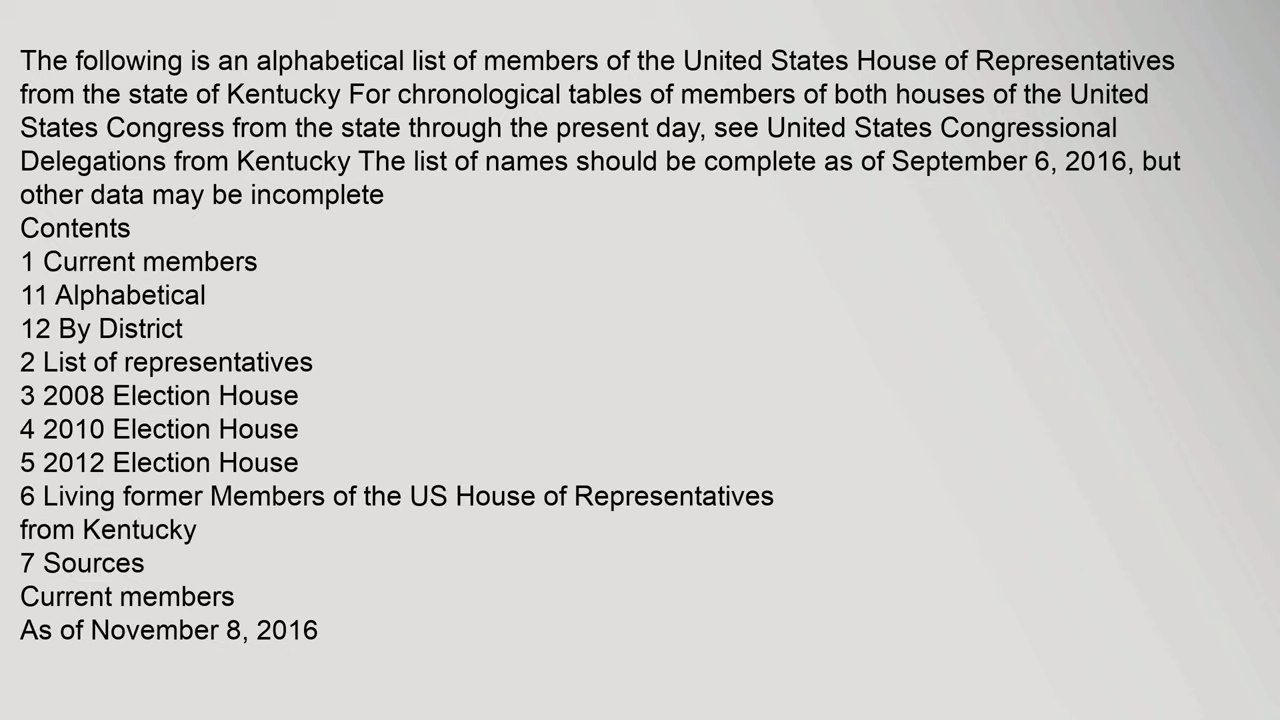 The following is an alphabetical list of members of the United States House of Representatives
from the state of Kentucky For chronological tables of members of both houses of the United
States Congress from the state through the present day, see United States Congressional
Delegations from Kentucky The list of names should be complete as of September 6, 2016, but
other data may be incomplete
Contents
1 Current members
11 Alphabetical
12 By District
2 List of representatives
3 2008 Election House
4 2010 Election House
5 2012 Election House
6 Living former Members of the US House of Representatives
from Kentucky
7 Sources
Current members
As of November 8, 2016